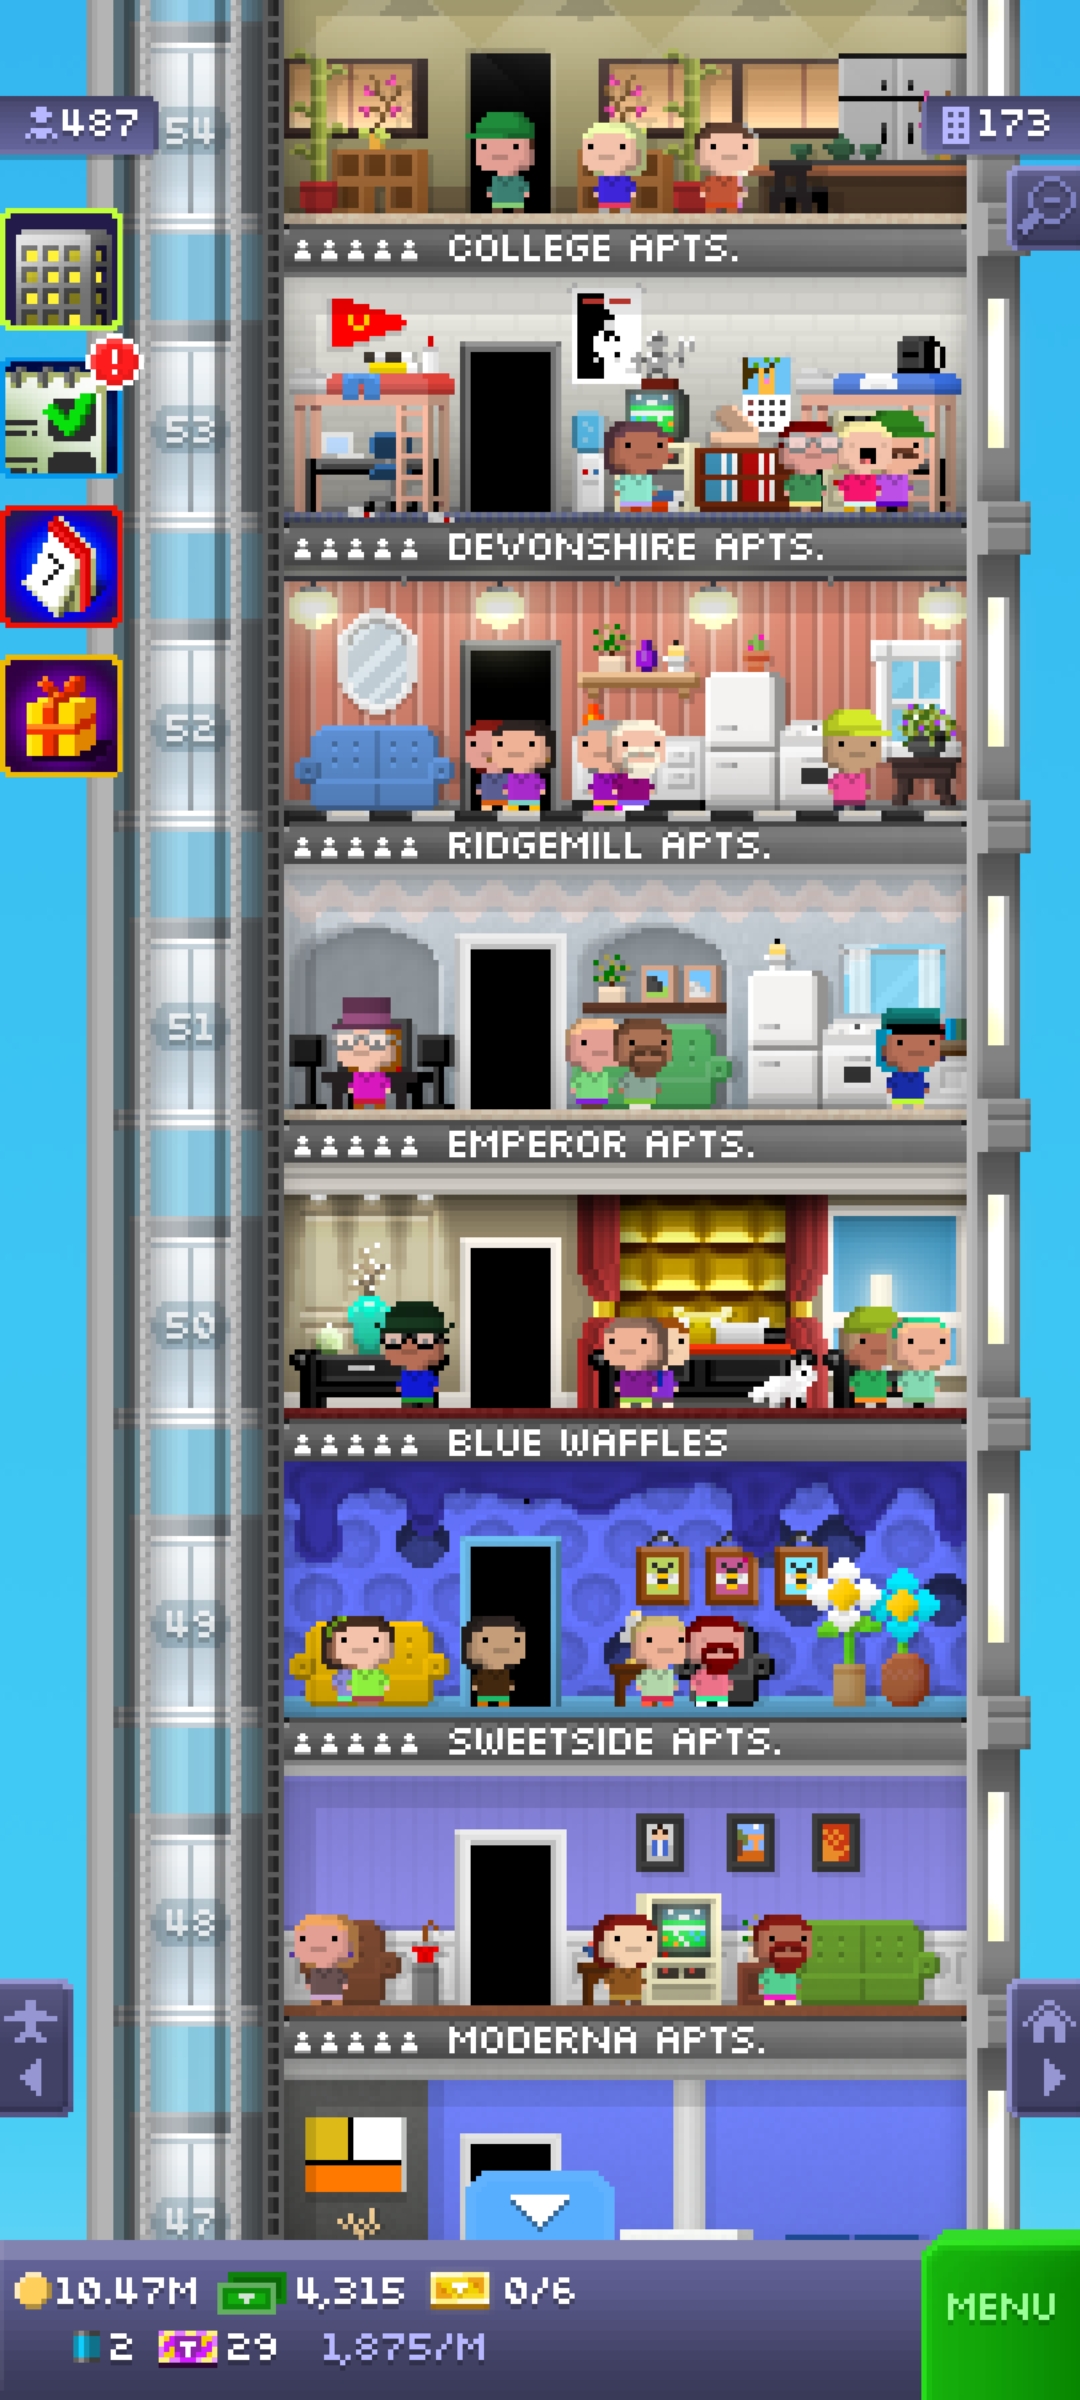 487
54
173
COLLEGE APTS.
53
DEVONSHIRE APTS.
52
RIDGEMILL APTS.
51
EMPEROR APTS.
50
BLUE WAFFLES
49
SWEETSIDE APTS.
48
MODERNA APTS.
47
10.47M 4,315 0/6
MENU
2 29 1,875/M